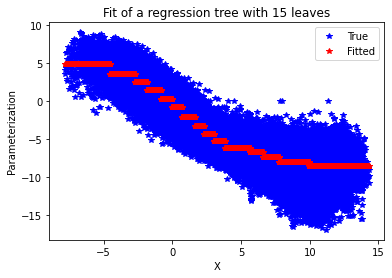 Fit of a regression tree with 15 leaves
True
Fitted
10
5
0
−5
−10
−15
Parameterization
−5
0
5
10
15
X